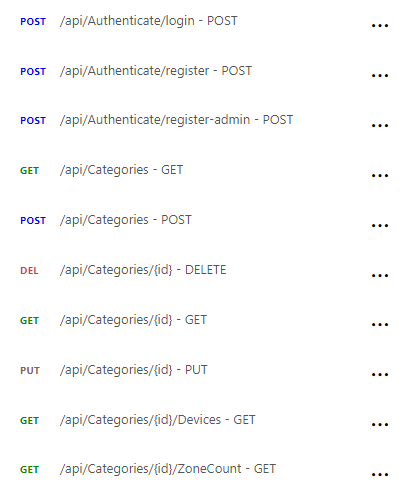 POST /api/Authenticate/login - POST ...
POST /api/Authenticate/register - POST ...
POST /api/Authenticate/register-admin - POST ...
GET /api/Categories - GET ...
POST /api/Categories - POST ...
DEL /api/Categories/{id} - DELETE ...
GET /api/Categories/{id} - GET ...
PUT /api/Categories/{id} - PUT ...
GET /api/Categories/{id}/Devices - GET ...
GET /api/Categories/{id}/ZoneCount - GET ...